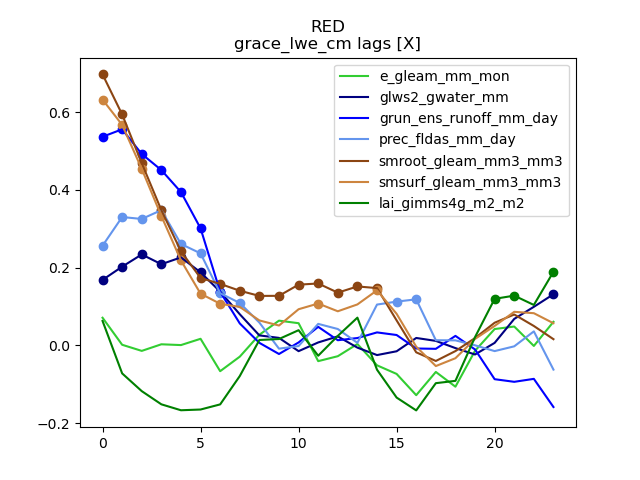 RED
grace_lwe_cm lags [X]
e_gleam_mm_mon
glws2_gwater_mm
grun_ens_runoff_mm_day
prec_fldas_mm_day
smroot_gleam_mm3_mm3
smsurf_gleam_mm3_mm3
lai_gimms4g_m2_m2
0.6
0.4
0.2
0.0
−0.2
0 5 10 15 20